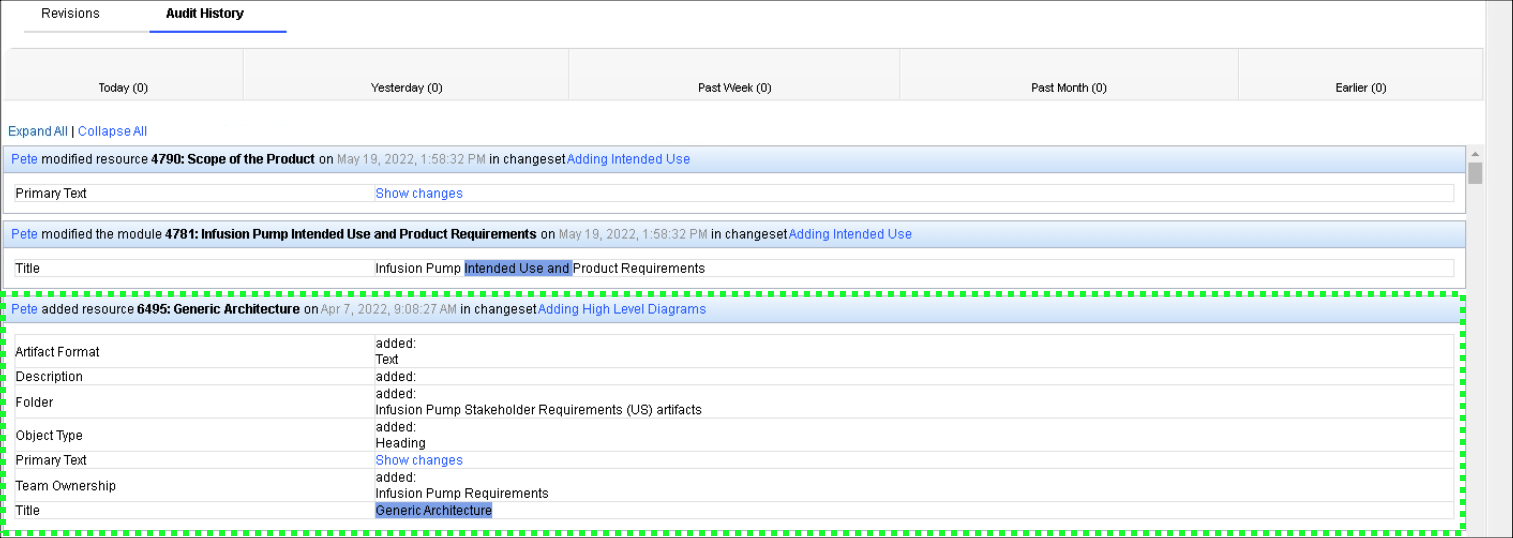 Revisions Audit History
Today (0) Yesterday (0) Past Week (0) Past Month (0) Earlier (0)
Expand All | Collapse All
Pete modified resource 4790: Scope of the Product on May 19, 2022, 1:58:32 PM in changeset Adding Intended Use
Primary Text Show changes
Pete modified the module 4781: Infusion Pump Intended Use and Product Requirements on May 19, 2022, 1:58:32 PM in changeset Adding Intended Use
Title Infusion Pump Intended Use and Product Requirements
Pete added resource 6495: Generic Architecture on Apr 7, 2022, 9:08:27 AM in changeset Adding High Level Diagrams
Artifact Format added:
Text
Description added:
Folder added:
Infusion Pump Stakeholder Requirements (US) artifacts
Object Type added:
Heading
Primary Text Show changes
Team Ownership added:
Infusion Pump Requirements
Title Generic Architecture